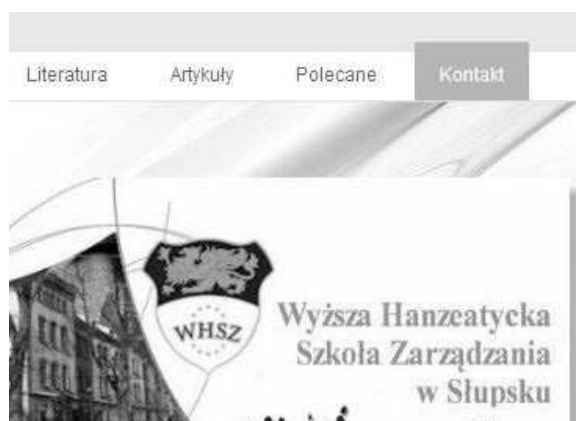 Literatura Artykuły Polecane Kontakt
WHSZ
Wyższa Hanzeatycka
Szkoła Zarządzania
w Słupsku